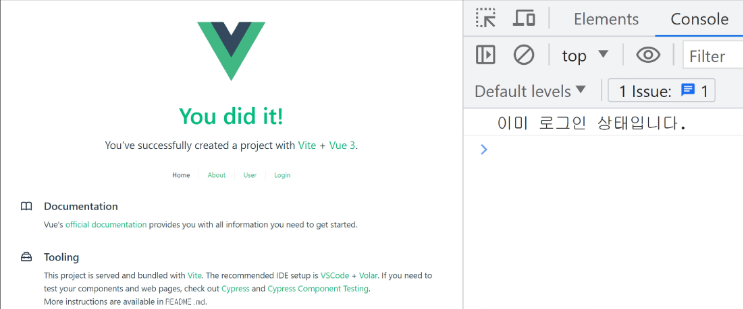 You did it!
You've successfully created a project with Vite + Vue 3.
Home About User Login
Documentation
Vue's official documentation provides you with all information you need to get started.
Tooling
This project is served and bundled with Vite. The recommended IDE setup is VSCode + Volar. If you need to
test your components and web pages, check out Cypress and Cypress Component Testing.
More instructions are available in README.md.
Elements Console
top Filter
Default levels 1 Issue: 1
이미 로그인 상태입니다.